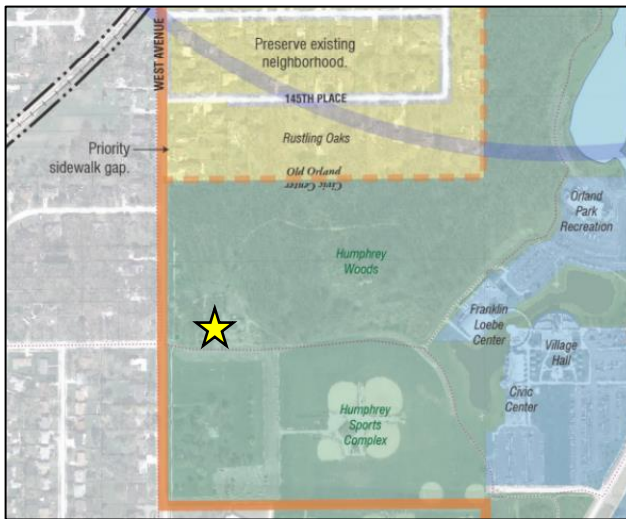 WEST AVENUE
Preserve existing
neighborhood.
145TH PLACE
Priority
sidewalk gap.
Rustling Oaks
Old Orland
Civic Center
Orland
Park
Recreation
Humphrey
Woods
Franklin
Loebe
Center
Village
Hall
Civic
Center
Humphrey
Sports
Complex